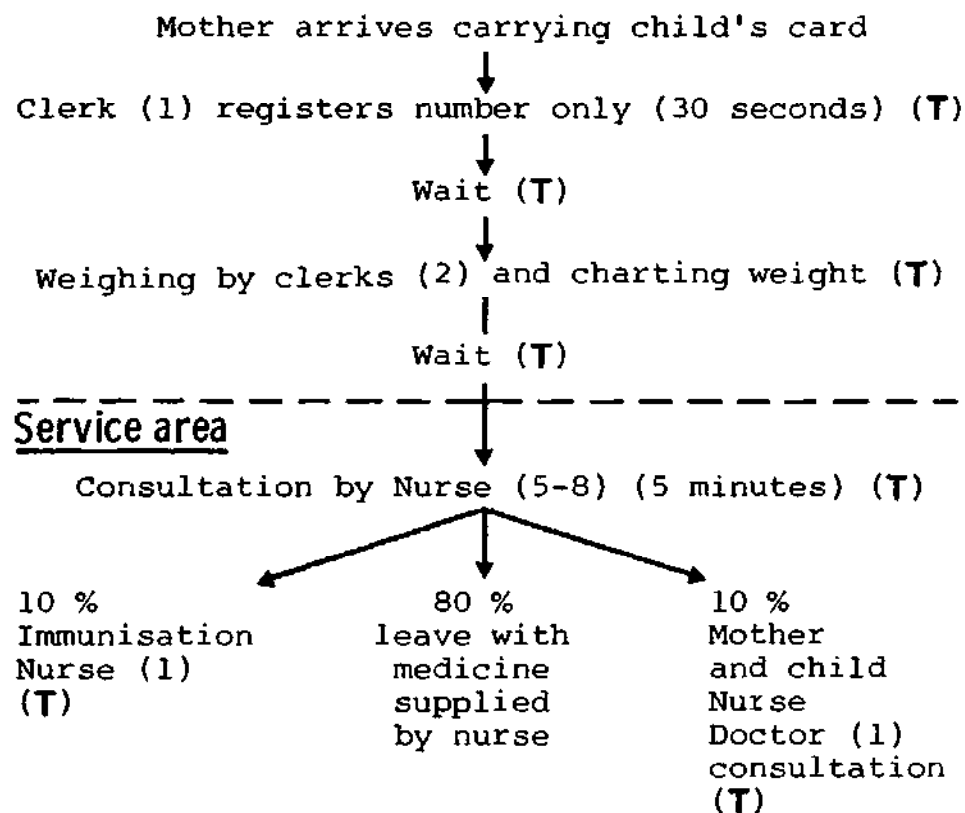 Mother arrives carrying child's card
Clerk (1) registers number only (30 seconds) (T)
Wait (T)
Weighing by clerks (2) and charting weight (T)
Wait (T)
Service area
Consultation by Nurse (5-8) (5 minutes) (T)
10 %
Immunisation
Nurse (1)
(T)
80 %
leave with
medicine
supplied
by nurse
10 %
Mother
and child
Nurse
Doctor (1)
consultation
(T)